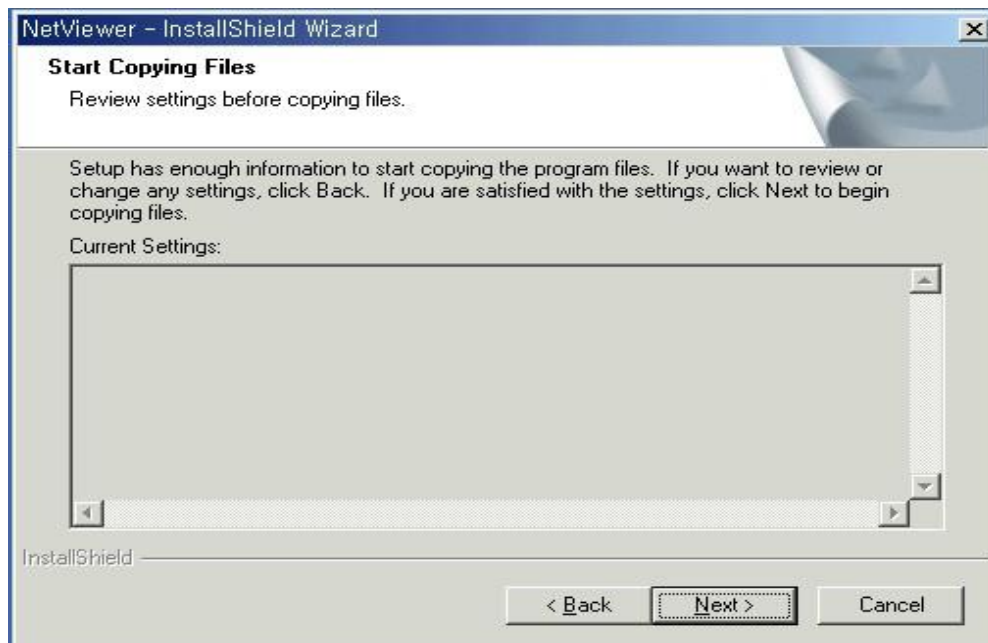 NetViewer - InstallShield Wizard
Start Copying Files
Review settings before copying files.
Setup has enough information to start copying the program files. If you want to review or
change any settings, click Back. If you are satisfied with the settings, click Next to begin
copying files.
Current Settings:
InstallShield
< Back
Next >
Cancel